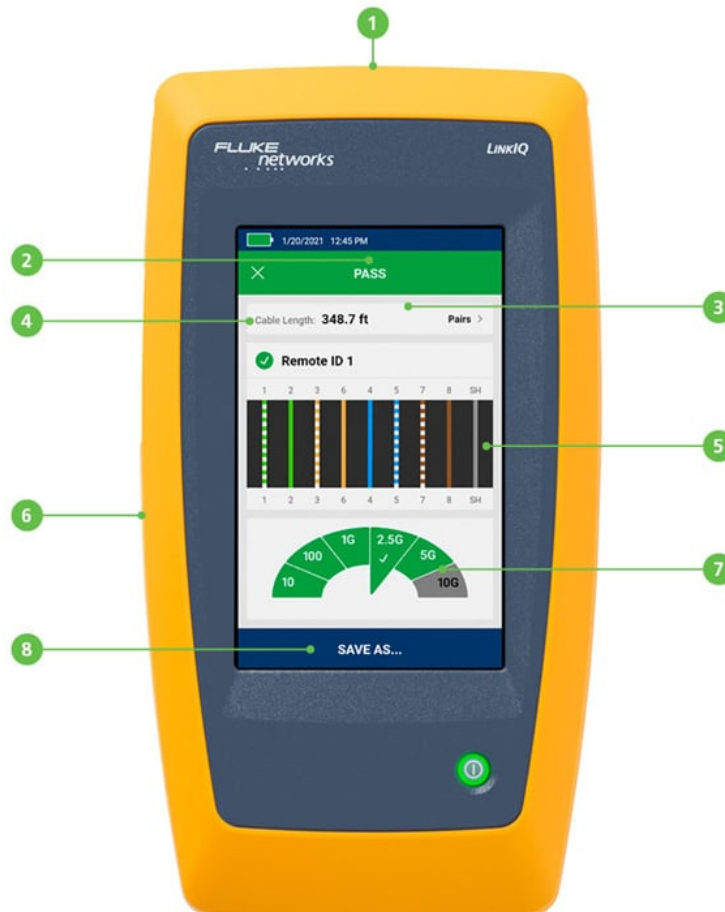 1
FLUKE
networks
LINKIQ
1/20/2021 12:45 PM
2
PASS
3
4
Cable Length: 348.7 ft
Pairs >
Remote ID 1
1 2 3 6 4 5 7 8 SH
5
1 2 3 6 4 5 7 8 SH
6
10 100 1G 2.5G 5G 10G
7
8
SAVE AS...